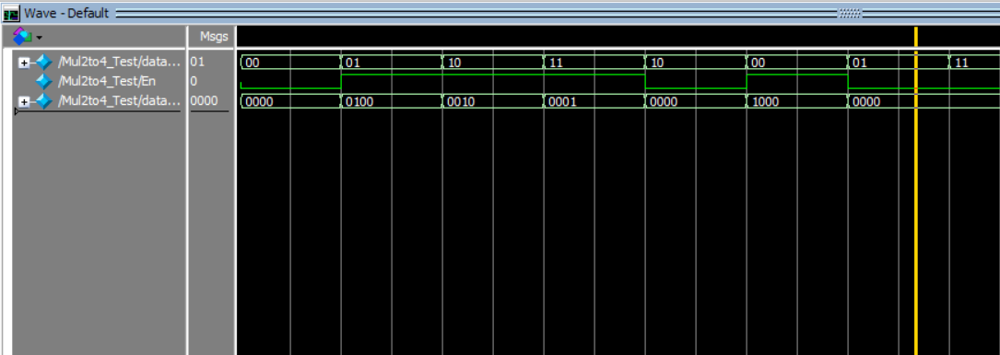 Wave - Default
Msgs
/Mul2to4_Test/data... 01 00 01 10 11 10 00 01 11
/Mul2to4_Test/En 0
/Mul2to4_Test/data... 0000 0000 0100 0010 0001 0000 1000 0000